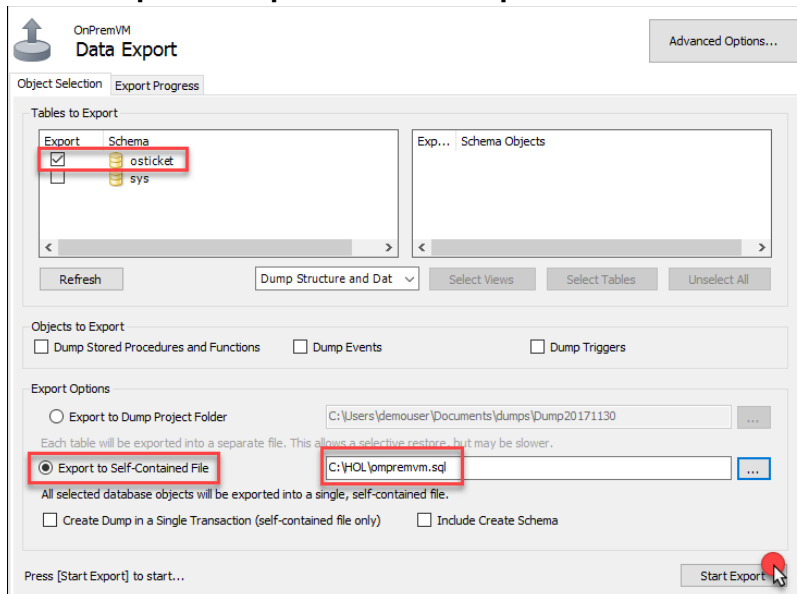 OnPremVM
Data Export
Advanced Options...
Object Selection Export Progress
Tables to Export
Export Schema
osticket
sys
Exp... Schema Objects
Refresh Dump Structure and Dat Select Views Select Tables Unselect All
Objects to Export
Dump Stored Procedures and Functions Dump Events Dump Triggers
Export Options
Export to Dump Project Folder C:\Users\demouser\Documents\dumps\Dump20171130 ...
Each table will be exported into a separate file. This allows a selective restore, but may be slower.
Export to Self-Contained File C:\HOL\ompremvm.sql ...
All selected database objects will be exported into a single, self-contained file.
Create Dump in a Single Transaction (self-contained file only) Include Create Schema
Press [Start Export] to start... Start Export